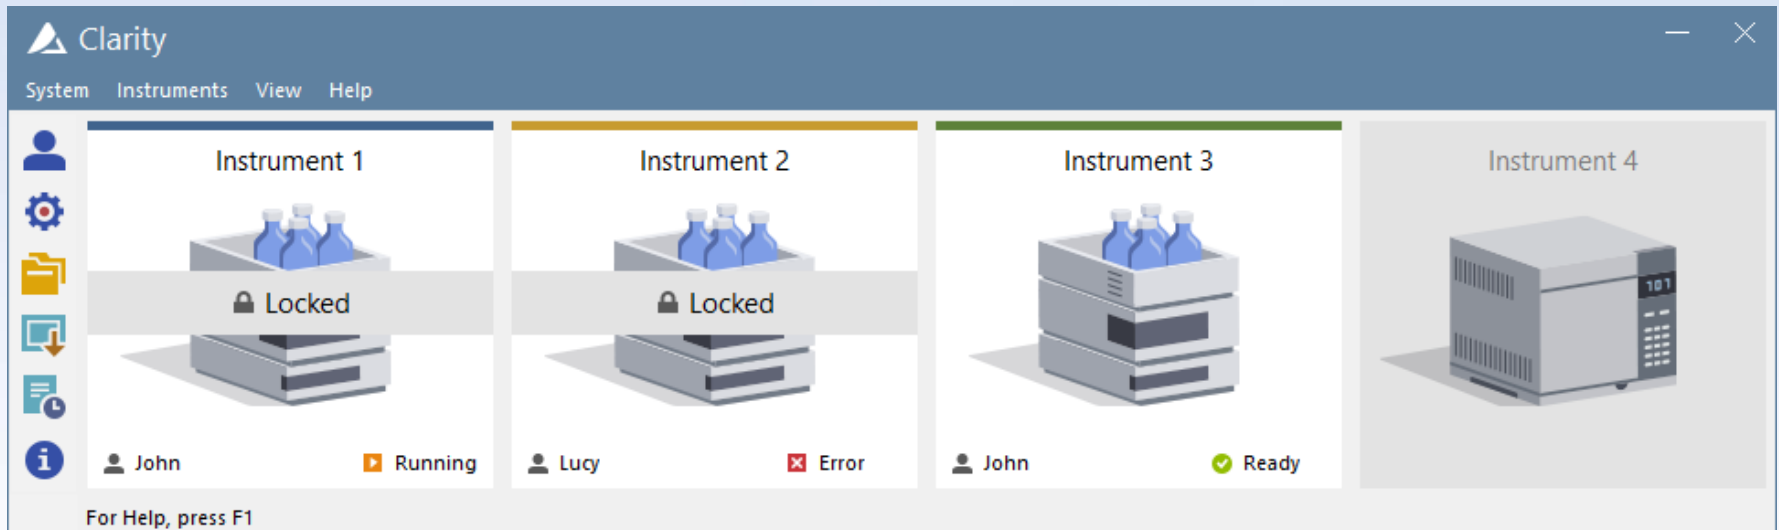 Clarity
System Instruments View Help
Instrument 1
Locked
John Running
Instrument 2
Locked
Lucy Error
Instrument 3
John Ready
Instrument 4
101
For Help, press F1